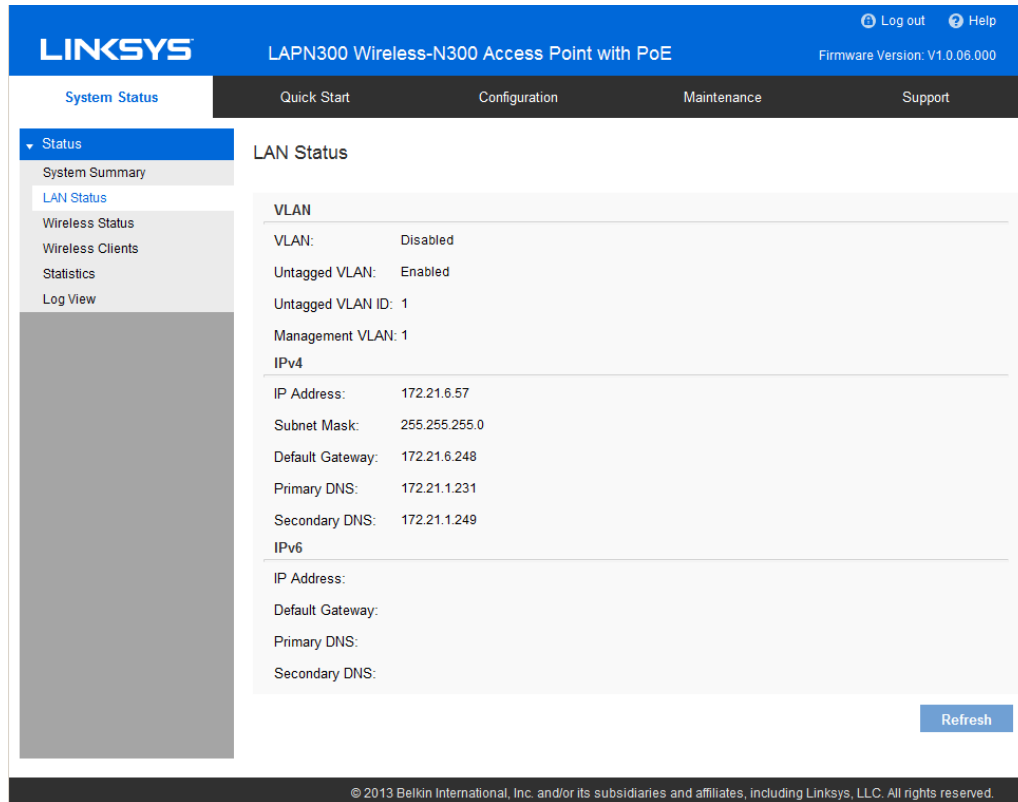 Log out Help
LINKSYS LAPN300 Wireless-N300 Access Point with PoE Firmware Version: V1.0.06.000
System Status Quick Start Configuration Maintenance Support
Status
System Summary
LAN Status
Wireless Status
Wireless Clients
Statistics
Log View
LAN Status
VLAN
VLAN: Disabled
Untagged VLAN: Enabled
Untagged VLAN ID: 1
Management VLAN: 1
IPv4
IP Address: 172.21.6.57
Subnet Mask: 255.255.255.0
Default Gateway: 172.21.6.248
Primary DNS: 172.21.1.231
Secondary DNS: 172.21.1.249
IPv6
IP Address:
Default Gateway:
Primary DNS:
Secondary DNS:
Refresh
© 2013 Belkin International, Inc. and/or its subsidiaries and affiliates, including Linksys, LLC. All rights reserved.